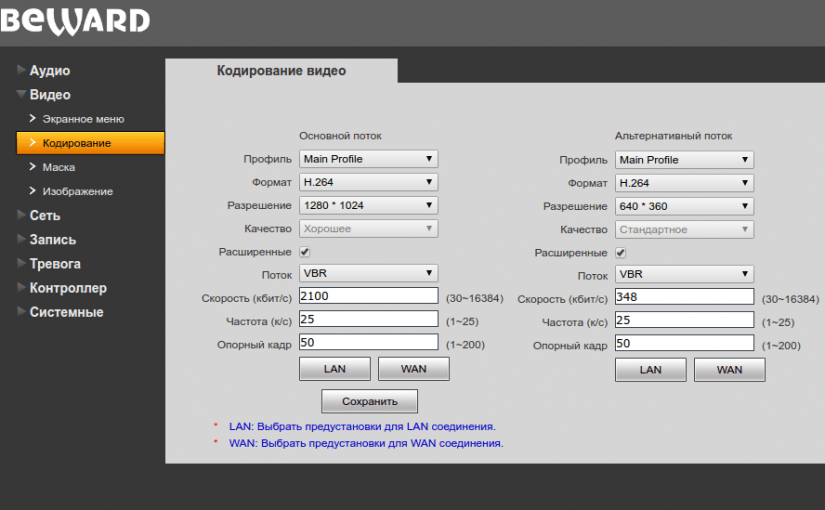 BEWARD
Аудио
Видео
Экранное меню
Кодирование
Маска
Изображение
Сеть
Запись
Тревога
Контроллер
Системные
Кодирование видео
Основной поток
Профиль Main Profile
Формат H.264
Разрешение 1280 * 1024
Качество Хорошее
Расширенные
Поток VBR
Скорость (кбит/с) 2100 (30~16384)
Частота (к/с) 25 (1~25)
Опорный кадр 50 (1~200)
LAN WAN
Альтернативный поток
Профиль Main Profile
Формат H.264
Разрешение 640 * 360
Качество Стандартное
Расширенные
Поток VBR
Скорость (кбит/с) 348 (30~16384)
Частота (к/с) 25 (1~25)
Опорный кадр 50 (1~200)
LAN WAN
Сохранить
* LAN: Выбрать предустановки для LAN соединения.
* WAN: Выбрать предустановки для WAN соединения.